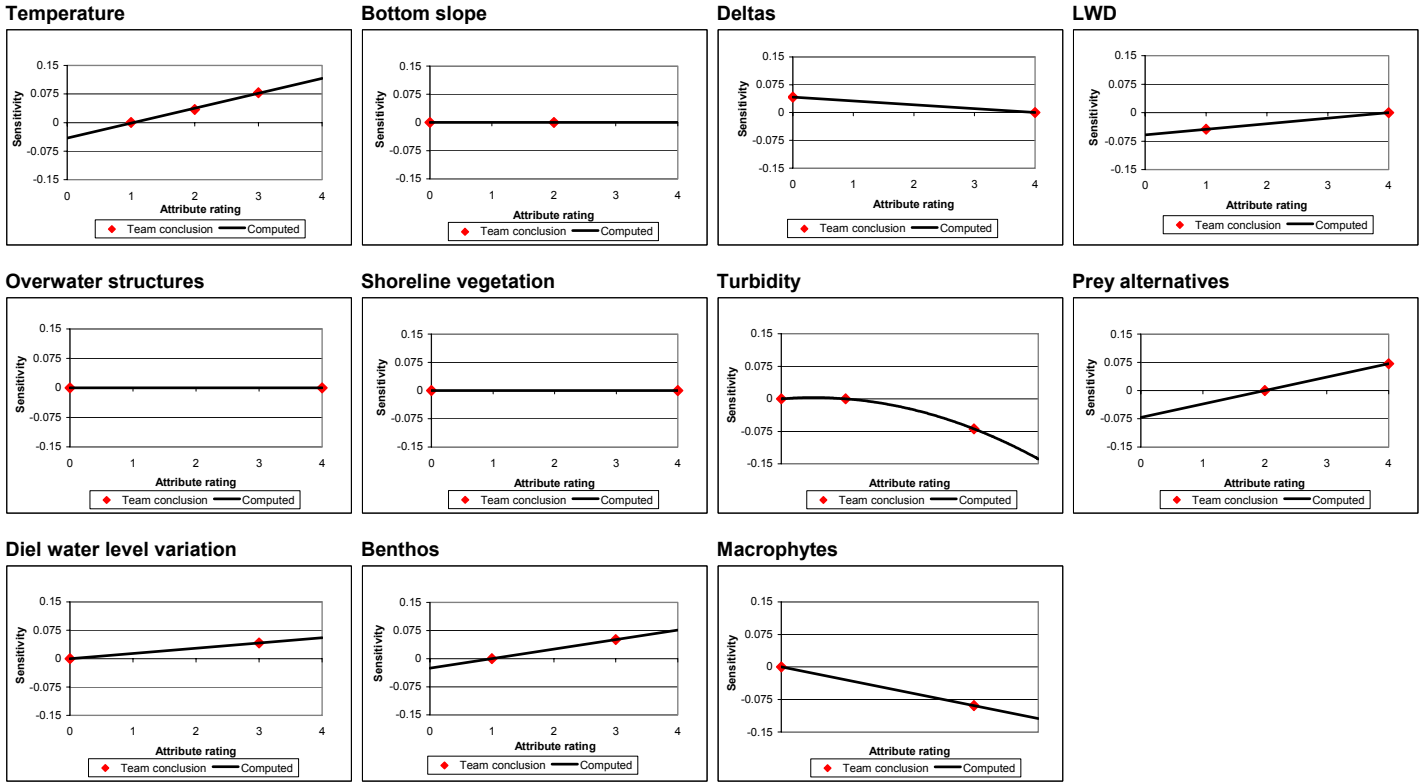 Temperature
0.15
0.075
0
-0.075
-0.15
Sensitivity
0 1 2 3 4
Attribute rating
Team conclusion Computed
Bottom slope
0.15
0.075
0
-0.075
-0.15
Sensitivity
0 1 2 3 4
Attribute rating
Team conclusion Computed
Deltas
0.15
0.075
0
-0.075
-0.15
Sensitivity
0 1 2 3 4
Attribute rating
Team conclusion Computed
LWD
0.15
0.075
0
-0.075
-0.15
Sensitivity
0 1 2 3 4
Attribute rating
Team conclusion Computed
Overwater structures
0.15
0.075
0
-0.075
-0.15
Sensitivity
0 1 2 3 4
Attribute rating
Team conclusion Computed
Shoreline vegetation
0.15
0.075
0
-0.075
-0.15
Sensitivity
0 1 2 3 4
Attribute rating
Team conclusion Computed
Turbidity
0.15
0.075
0
-0.075
-0.15
Sensitivity
Attribute rating
Team conclusion Computed
Prey alternatives
0.15
0.075
0
-0.075
-0.15
Sensitivity
0 1 2 3 4
Attribute rating
Team conclusion Computed
Diel water level variation
0.15
0.075
0
-0.075
-0.15
Sensitivity
0 1 2 3 4
Attribute rating
Team conclusion Computed
Benthos
0.15
0.075
0
-0.075
-0.15
Sensitivity
0 1 2 3 4
Attribute rating
Team conclusion Computed
Macrophytes
0.15
0.075
0
-0.075
-0.15
Sensitivity
Attribute rating
Team conclusion Computed